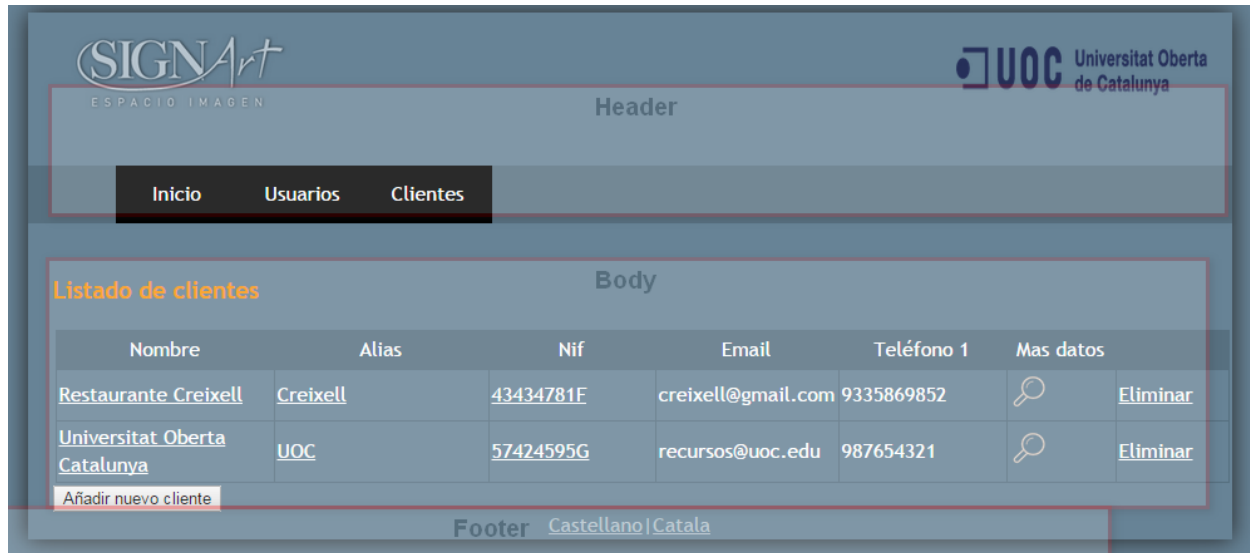 SIGNArt
ESPACIO IMAGEN
UOC Universitat Oberta
de Catalunya
Header
Inicio Usuarios Clientes
Body
Listado de clientes
Nombre Alias Nif Email Teléfono 1 Mas datos
Restaurante Creixell Creixell 43434781F creixell@gmail.com 9335869852 Eliminar
Universitat Oberta
Catalunya UOC 57424595G recursos@uoc.edu 987654321 Eliminar
Añadir nuevo cliente
Footer Castellano|Catala